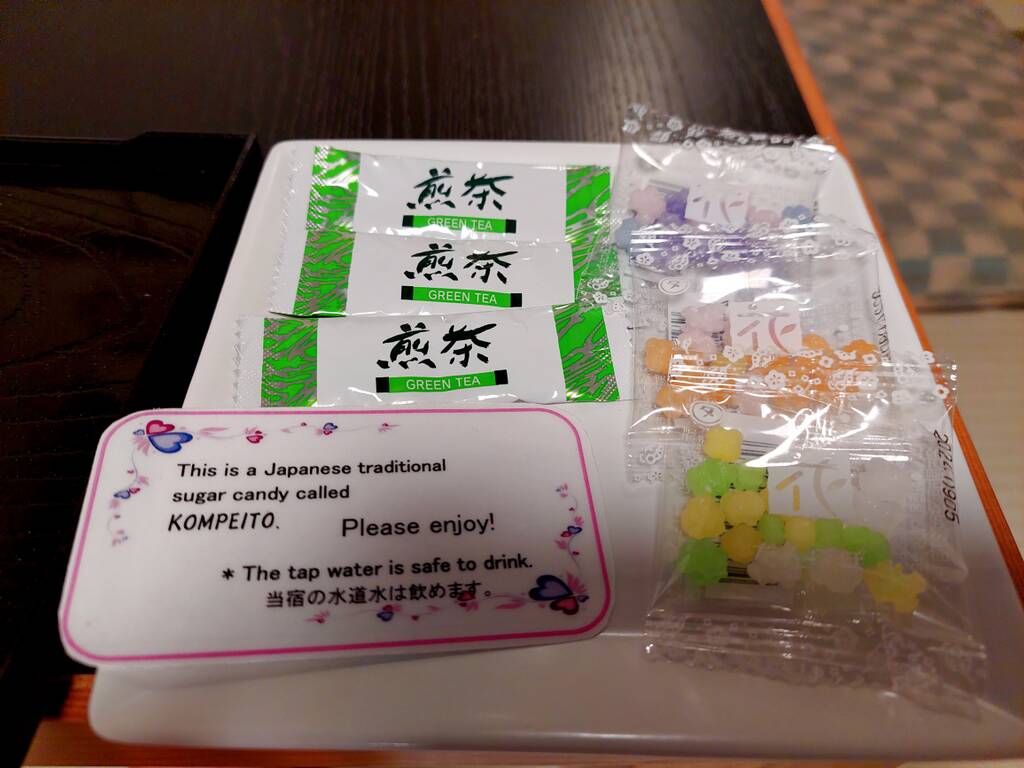 煎茶
GREEN TEA
煎茶
GREEN TEA
煎茶
GREEN TEA
This is a Japanese traditional
sugar candy called
KOMPEITO.
Please enjoy!
* The tap water is safe to drink.
当宿の水道水は飲めます。
花
花
花